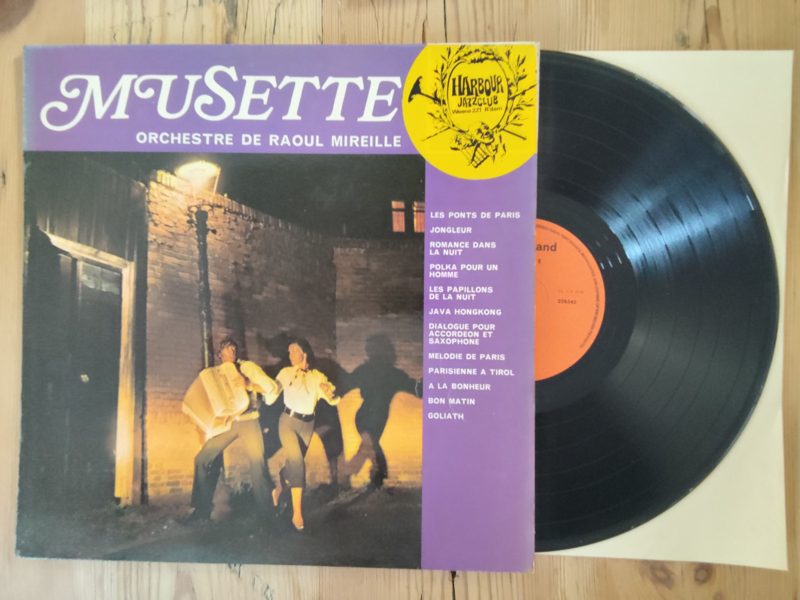 MUSETTE
ORCHESTRE DE RAOUL MIREILLE
HARBOUR
JAZZCLUB
LES PONTS DE PARIS
JONGLEUR
ROMANCE DANS
LA NUIT
POLKA POUR UN
HOMME
LES PAPILLONS
DE LA NUIT
JAVA HONGKONG
DIALOGUE POUR
ACCORDEON ET
SAXOPHONE
MELODIE DE PARIS
PARISIENNE A TIROL
A LA BONHEUR
BON MATIN
GOLIATH
and